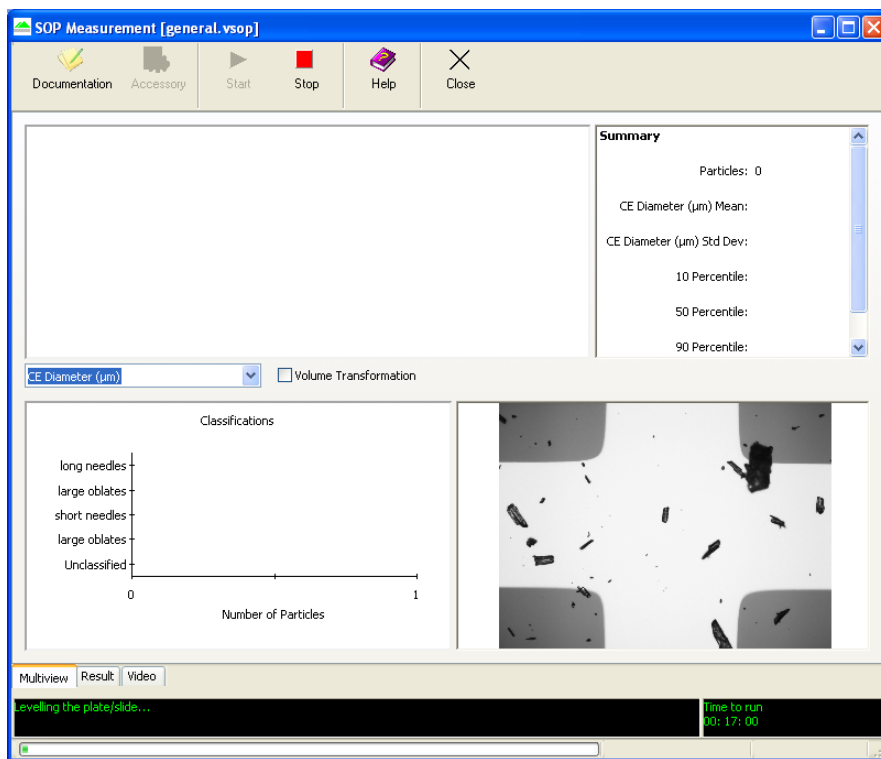 SOP Measurement [general.vsop]
Documentation Accessory Start Stop Help Close
Summary
Particles: 0
CE Diameter (µm) Mean:
CE Diameter (µm) Std Dev:
10 Percentile:
50 Percentile:
90 Percentile:
CE Diameter (µm) Volume Transformation
Classifications
long needles
large oblates
short needles
large oblates
Unclassified
0 1
Number of Particles
Multiview Result Video
Levelling the plate/slide...
Time to run
00: 17: 00